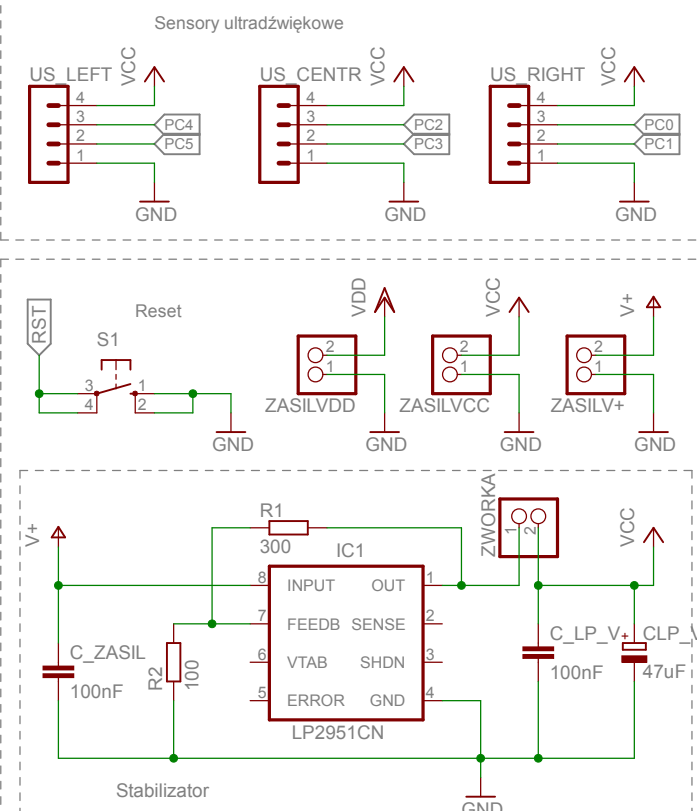 Sensory ultradźwiękowe
US_LEFT VCC US_CENTR VCC US_RIGHT VCC
4 4 4
3 PC4 3 PC2 3 PC0
2 PC5 2 PC3 2 PC1
1 1 1
GND GND GND
RST Reset VDD VCC V+
S1
2 2 2
3 1 1 1 1
4 2
ZASILVDD ZASILVCC ZASILV+
GND GND GND GND
V+ R1 ZWORKA VCC
300 IC1 1 2
8 INPUT OUT 1
7 FEEDB SENSE 2
C_ZASIL R2 100 6 VTAB SHDN 3 C_LP_V + CLP_V
100nF 5 ERROR GND 4 100nF 47uF
LP2951CN
Stabilizator
GND